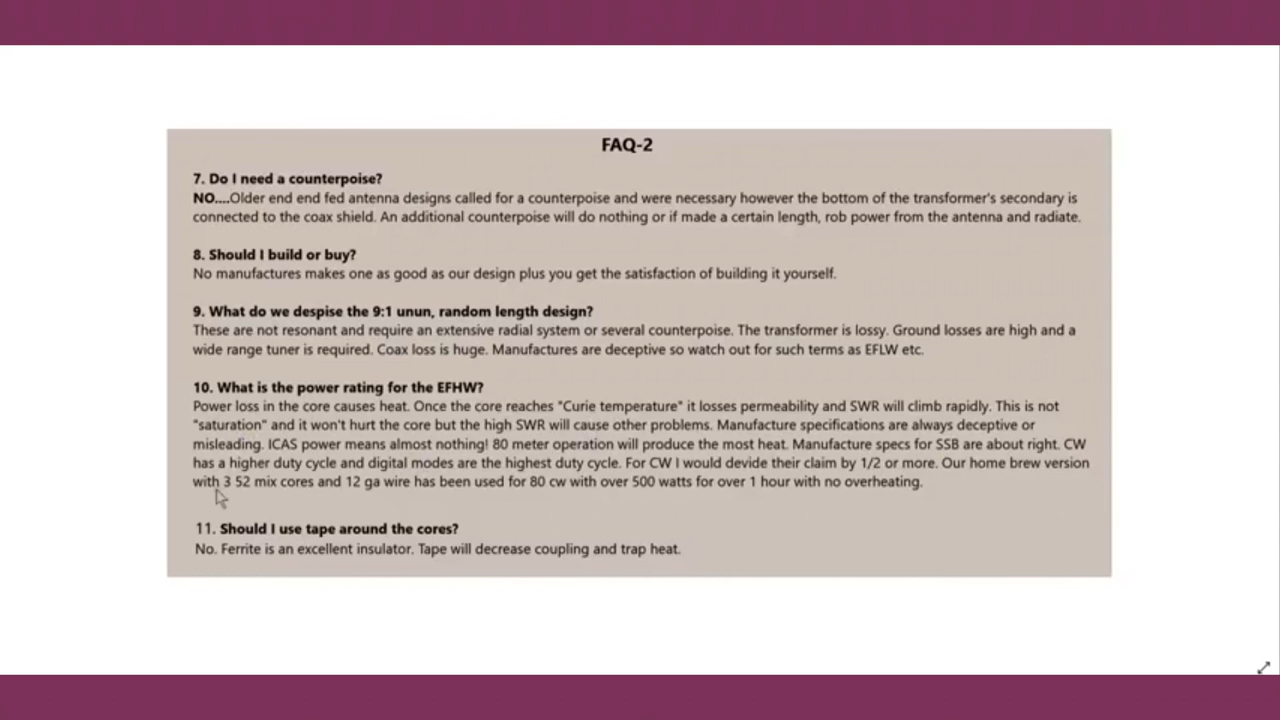 FAQ-2
7. Do I need a counterpoise?
NO....Older end end fed antenna designs called for a counterpoise and were necessary however the bottom of the transformer's secondary is
connected to the coax shield. An additional counterpoise will do nothing or if made a certain length, rob power from the antenna and radiate.
8. Should I build or buy?
No manufactures makes one as good as our design plus you get the satisfaction of building it yourself.
9. What do we despise the 9:1 unun, random length design?
These are not resonant and require an extensive radial system or several counterpoise. The transformer is lossy. Ground losses are high and a
wide range tuner is required. Coax loss is huge. Manufactures are deceptive so watch out for such terms as EFLW etc.
10. What is the power rating for the EFHW?
Power loss in the core causes heat. Once the core reaches "Curie temperature" it losses permeability and SWR will climb rapidly. This is not
"saturation" and it won't hurt the core but the high SWR will cause other problems. Manufacture specifications are always deceptive or
misleading. ICAS power means almost nothing! 80 meter operation will produce the most heat. Manufacture specs for SSB are about right. CW
has a higher duty cycle and digital modes are the highest duty cycle. For CW I would devide their claim by 1/2 or more. Our home brew version
with 3 52 mix cores and 12 ga wire has been used for 80 cw with over 500 watts for over 1 hour with no overheating.
11. Should I use tape around the cores?
No. Ferrite is an excellent insulator. Tape will decrease coupling and trap heat.